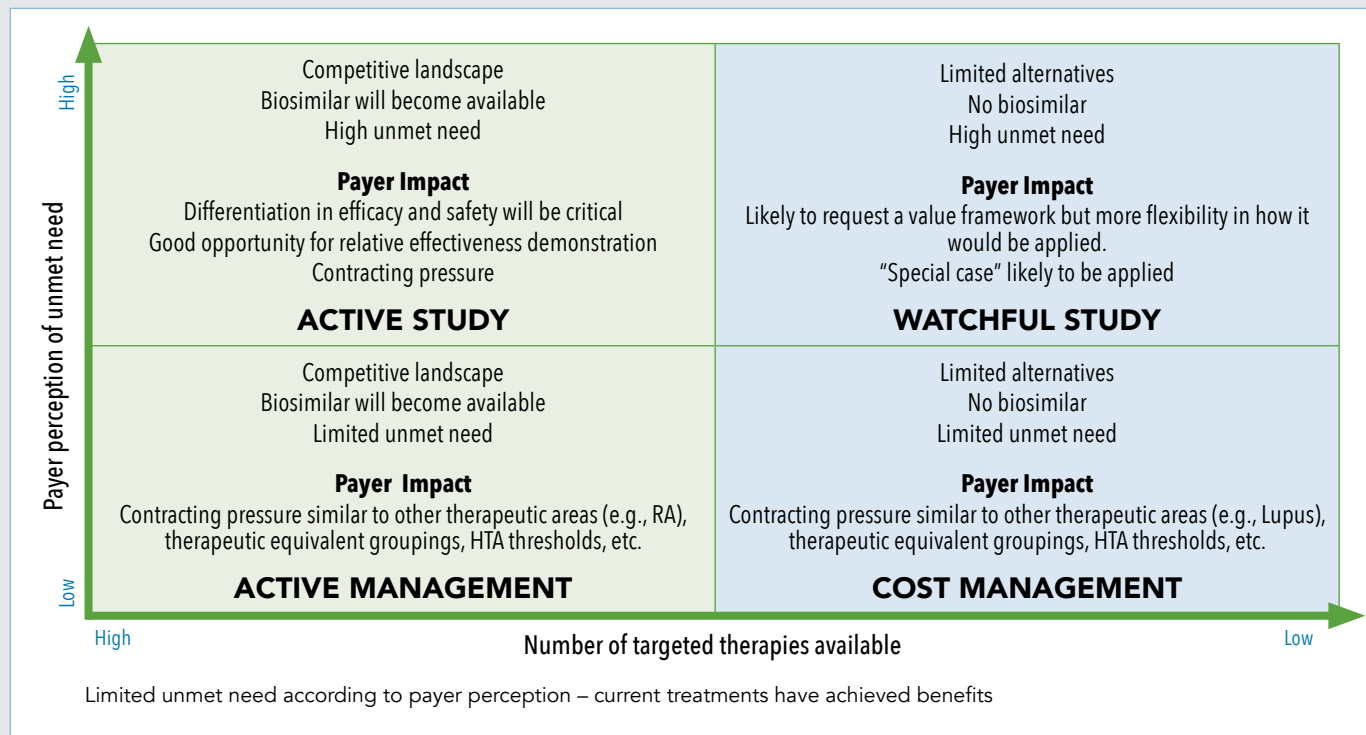 High
Payer perception of unmet need
Low
Competitive landscape
Biosimilar will become available
High unmet need
Payer Impact
Differentiation in efficacy and safety will be critical
Good opportunity for relative effectiveness demonstration
Contracting pressure
ACTIVE STUDY
Limited alternatives
No biosimilar
High unmet need
Payer Impact
Likely to request a value framework but more flexibility in how it
would be applied.
“Special case” likely to be applied
WATCHFUL STUDY
Competitive landscape
Biosimilar will become available
Limited unmet need
Payer Impact
Contracting pressure similar to other therapeutic areas (e.g., RA),
therapeutic equivalent groupings, HTA thresholds, etc.
ACTIVE MANAGEMENT
Limited alternatives
No biosimilar
Limited unmet need
Payer Impact
Contracting pressure similar to other therapeutic areas (e.g., Lupus),
therapeutic equivalent groupings, HTA thresholds, etc.
COST MANAGEMENT
High
Number of targeted therapies available
Low
Limited unmet need according to payer perception – current treatments have achieved benefits